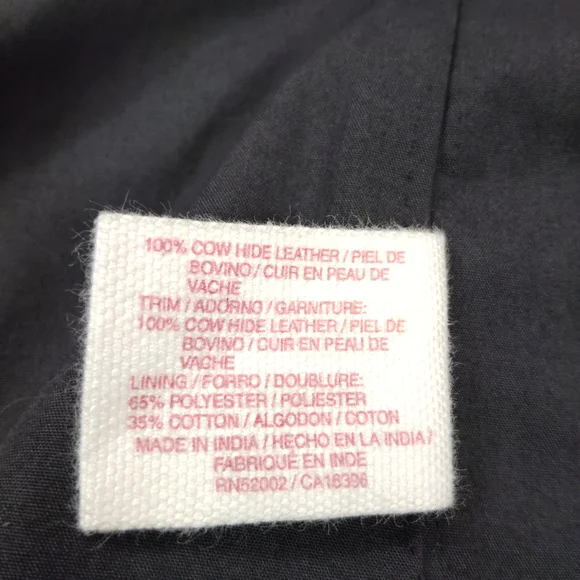 100% COW HIDE LEATHER / PIEL DE
BOVINO / CUIR EN PEAU DE
VACHE
TRIM / ADORNO / GARNITURE:
100% COW HIDE LEATHER / PIEL DE
BOVINO / CUIR EN PEAU DE
VACHE
LINING / FORRO / DOUBLURE:
65% POLYESTER / POLIESTER
35% COTTON / ALGODON / COTON
MADE IN INDIA / HECHO EN LA INDIA /
FABRIQUÉ EN INDE
RN52002 / CA16396